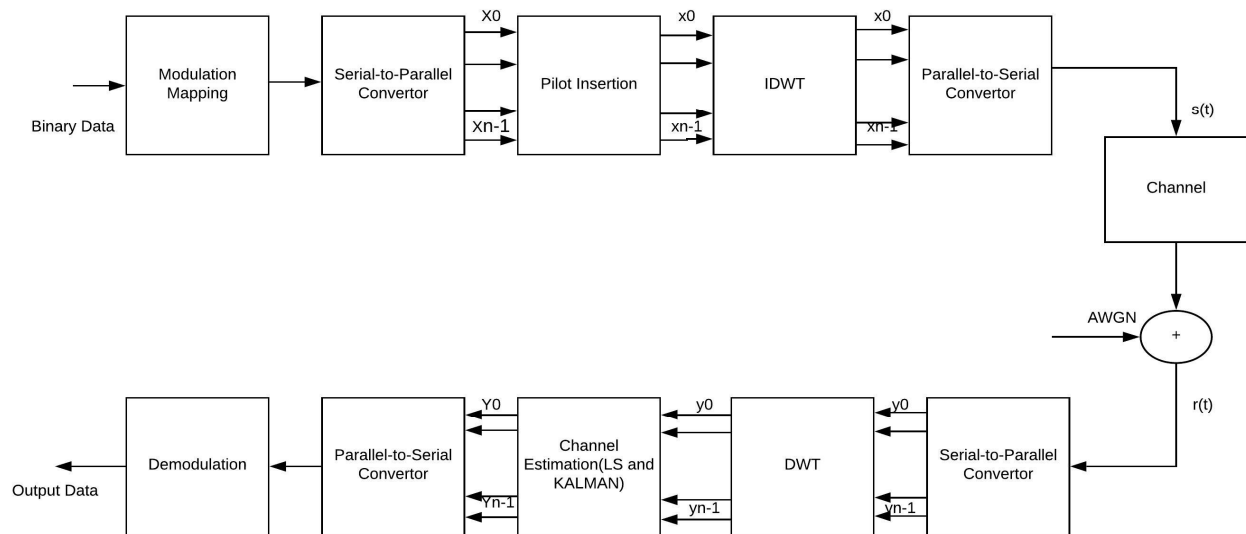 X0
x0
x0
Modulation
Mapping
Serial-to-Parallel
Convertor
Pilot Insertion
IDWT
Parallel-to-Serial
Convertor
Binary Data
Xn-1
xn-1
xn-1
s(t)
Channel
AWGN
+
r(t)
Y0
y0
y0
Demodulation
Parallel-to-Serial
Convertor
Channel
Estimation(LS and
KALMAN)
DWT
Serial-to-Parallel
Convertor
Output Data
Yn-1
yn-1
yn-1